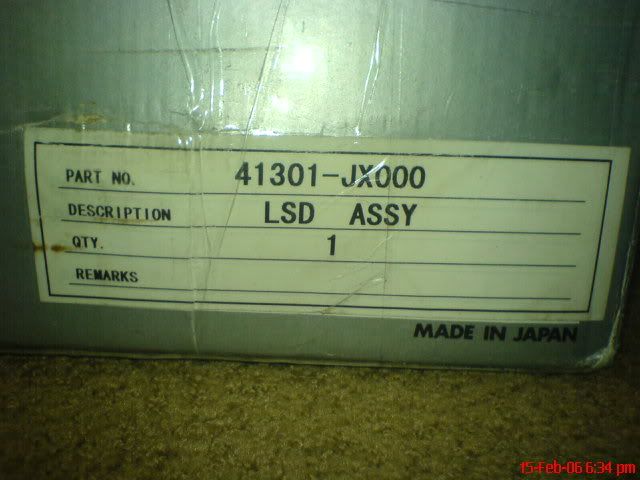 PART NO. 41301-JX000
DESCRIPTION LSD ASSY
QTY. 1
REMARKS
MADE IN JAPAN
15-Feb-06 6:34 pm